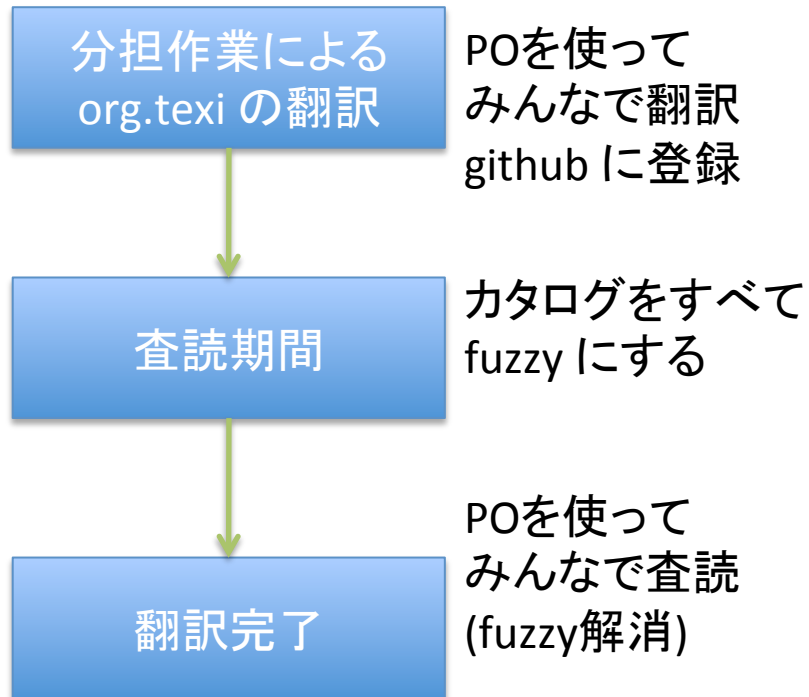 分担作業による
org.texi の翻訳
POを使って
みんなで翻訳
github に登録
査読期間
カタログをすべて
fuzzy にする
翻訳完了
POを使って
みんなで査読
(fuzzy解消)